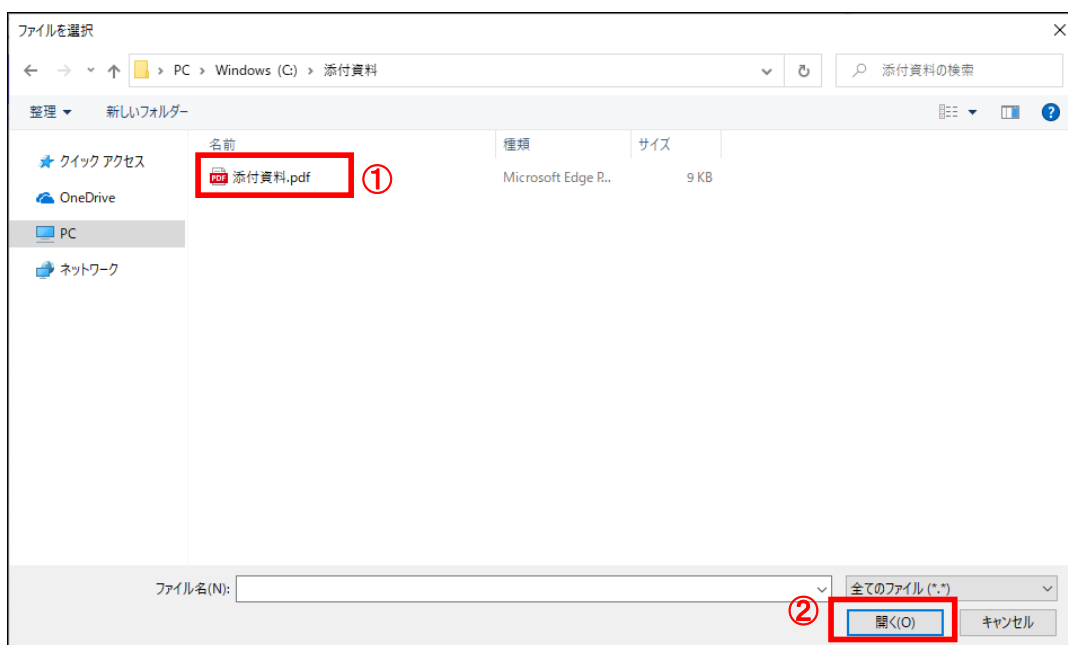 ファイルを選択
PC › Windows (C:) › 添付資料
添付資料の検索
整理 新しいフォルダー
名前 種類 サイズ
クイック アクセス
OneDrive
PC
ネットワーク
PDF 添付資料.pdf ① Microsoft Edge P... 9 KB
ファイル名(N): 全てのファイル (*.*)
② 開く(O) キャンセル